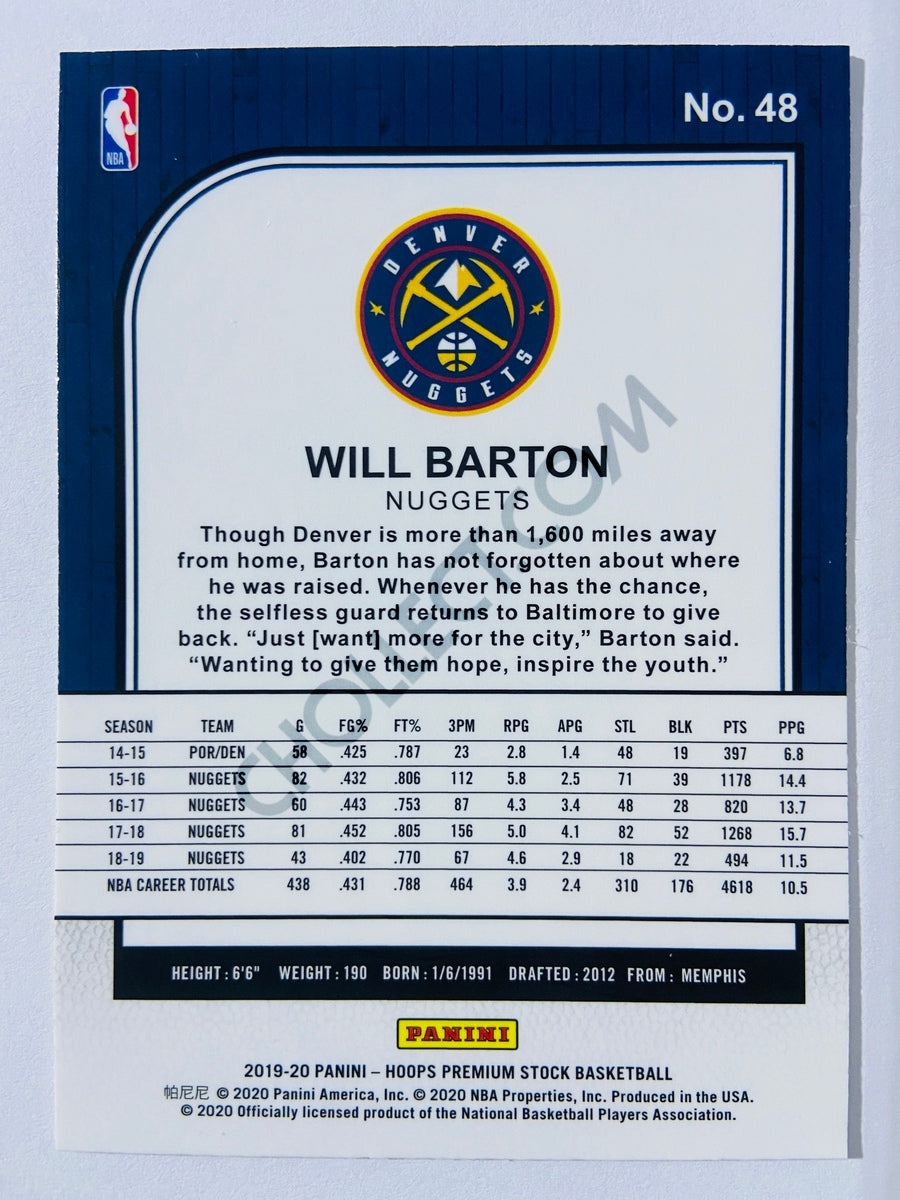 No. 48
NBA
DENVER
NUGGETS
WILL BARTON
NUGGETS
Though Denver is more than 1,600 miles away
from home, Barton has not forgotten about where
he was raised. Whenever he has the chance,
the selfless guard returns to Baltimore to give
back. “Just [want] more for the city,” Barton said.
“Wanting to give them hope, inspire the youth.”
CHOLLECT.COM
SEASON TEAM G FG% FT% 3PM RPG APG STL BLK PTS PPG
14-15 POR/DEN 58 .425 .787 23 2.8 1.4 48 19 397 6.8
15-16 NUGGETS 82 .432 .806 112 5.8 2.5 71 39 1178 14.4
16-17 NUGGETS 60 .443 .753 87 4.3 3.4 48 28 820 13.7
17-18 NUGGETS 81 .452 .805 156 5.0 4.1 82 52 1268 15.7
18-19 NUGGETS 43 .402 .770 67 4.6 2.9 18 22 494 11.5
NBA CAREER TOTALS 438 .431 .788 464 3.9 2.4 310 176 4618 10.5
HEIGHT : 6'6" WEIGHT : 190 BORN : 1/6/1991 DRAFTED : 2012 FROM : MEMPHIS
PANINI
2019-20 PANINI – HOOPS PREMIUM STOCK BASKETBALL
帕尼尼 © 2020 Panini America, Inc. © 2020 NBA Properties, Inc. Produced in the USA.
© 2020 Officially licensed product of the National Basketball Players Association.